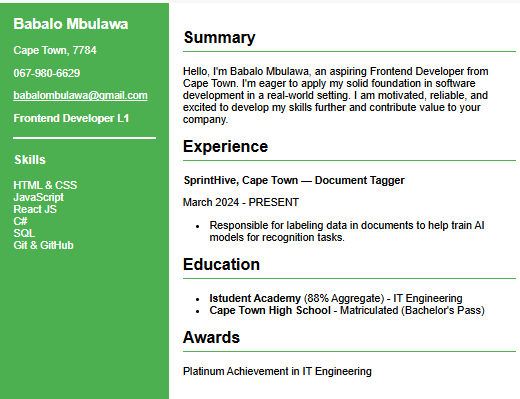 Babalo Mbulawa
Cape Town, 7784
067-980-6629
babalombulawa@gmail.com
Frontend Developer L1
Skills
HTML & CSS
JavaScript
React JS
C#
SQL
Git & GitHub
Summary
Hello, I'm Babalo Mbulawa, an aspiring Frontend Developer from
Cape Town. I'm eager to apply my solid foundation in software
development in a real-world setting. I am motivated, reliable, and
excited to develop my skills further and contribute value to your
company.
Experience
SprintHive, Cape Town — Document Tagger
March 2024 - PRESENT
• Responsible for labeling data in documents to help train AI
models for recognition tasks.
Education
• Istudent Academy (88% Aggregate) - IT Engineering
• Cape Town High School - Matriculated (Bachelor's Pass)
Awards
Platinum Achievement in IT Engineering